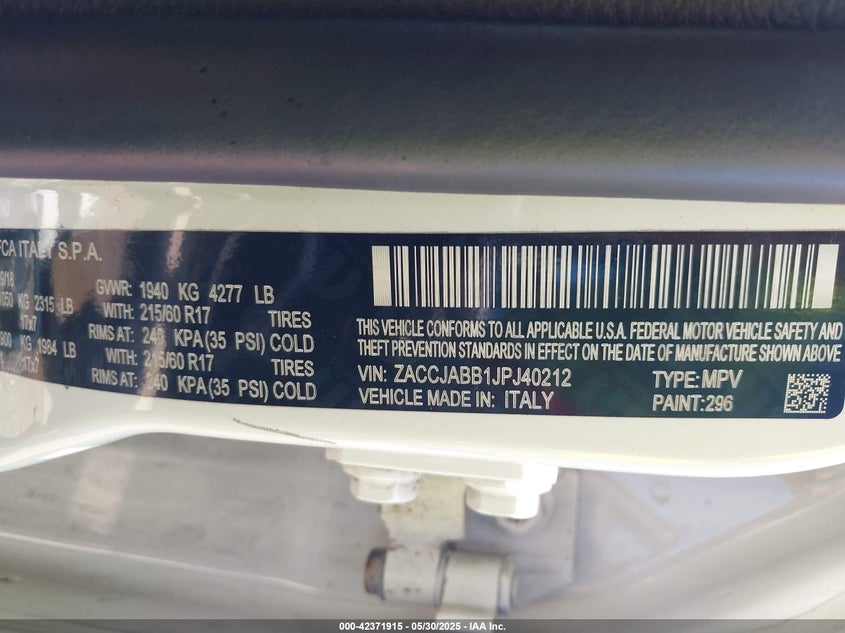 FCA ITALY S.P.A.
9/18
GVWR: 1940 KG 4277 LB
1050 KG 2315 LB
WITH: 215/60 R17 TIRES
RIMS AT: 240 KPA(35 PSI) COLD
KG 1984 LB
WITH: 215/60 R17 TIRES
RIMS AT: 240 KPA(35 PSI) COLD
THIS VEHICLE CONFORMS TO ALL APPLICABLE U.S.A. FEDERAL MOTOR VEHICLE SAFETY AND
THEFT PREVENTION STANDARDS IN EFFECT ON THE DATE OF MANUFACTURE SHOWN ABOVE
VIN: ZACCJABB1JPJ40212 TYPE: MPV
VEHICLE MADE IN: ITALY PAINT:296
000-42371915 - 05/30/2025 - IAA Inc.